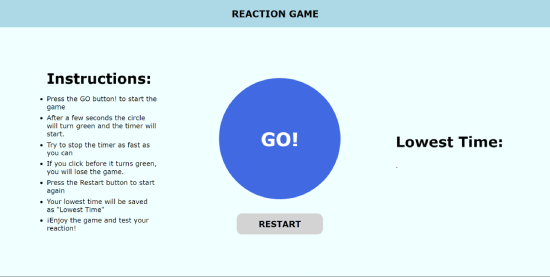 REACTION GAME
Instructions:
Press the GO button! to start the
game
After a few seconds the circle
will turn green and the timer will
start.
Try to stop the timer as fast as
you can
If you click before it turns green,
you will lose the game.
Press the Restart button to start
again
Your lowest time will be saved
as "Lowest Time"
¡Enjoy the game and test your
reaction!
GO!
RESTART
Lowest Time:
-